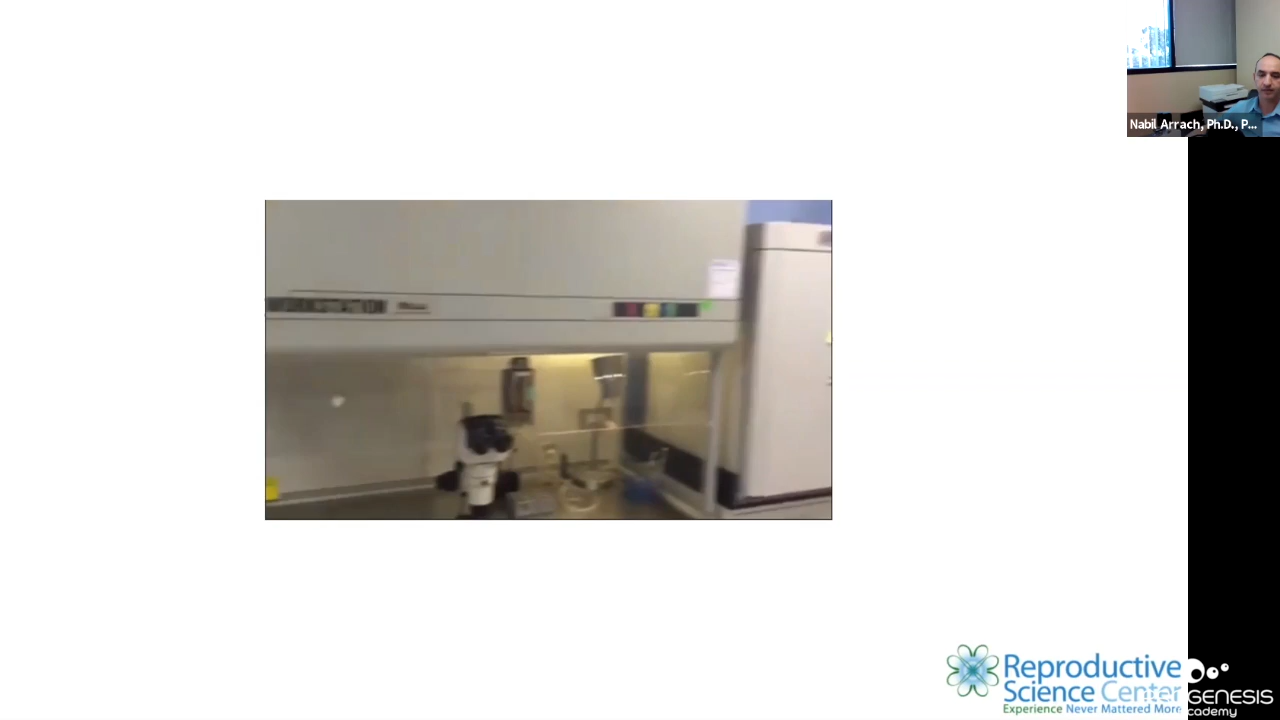 Nabil Arrach, Ph.D., P...
Reproductive
Science Center
Experience Never Mattered More
GENESIS
cademy